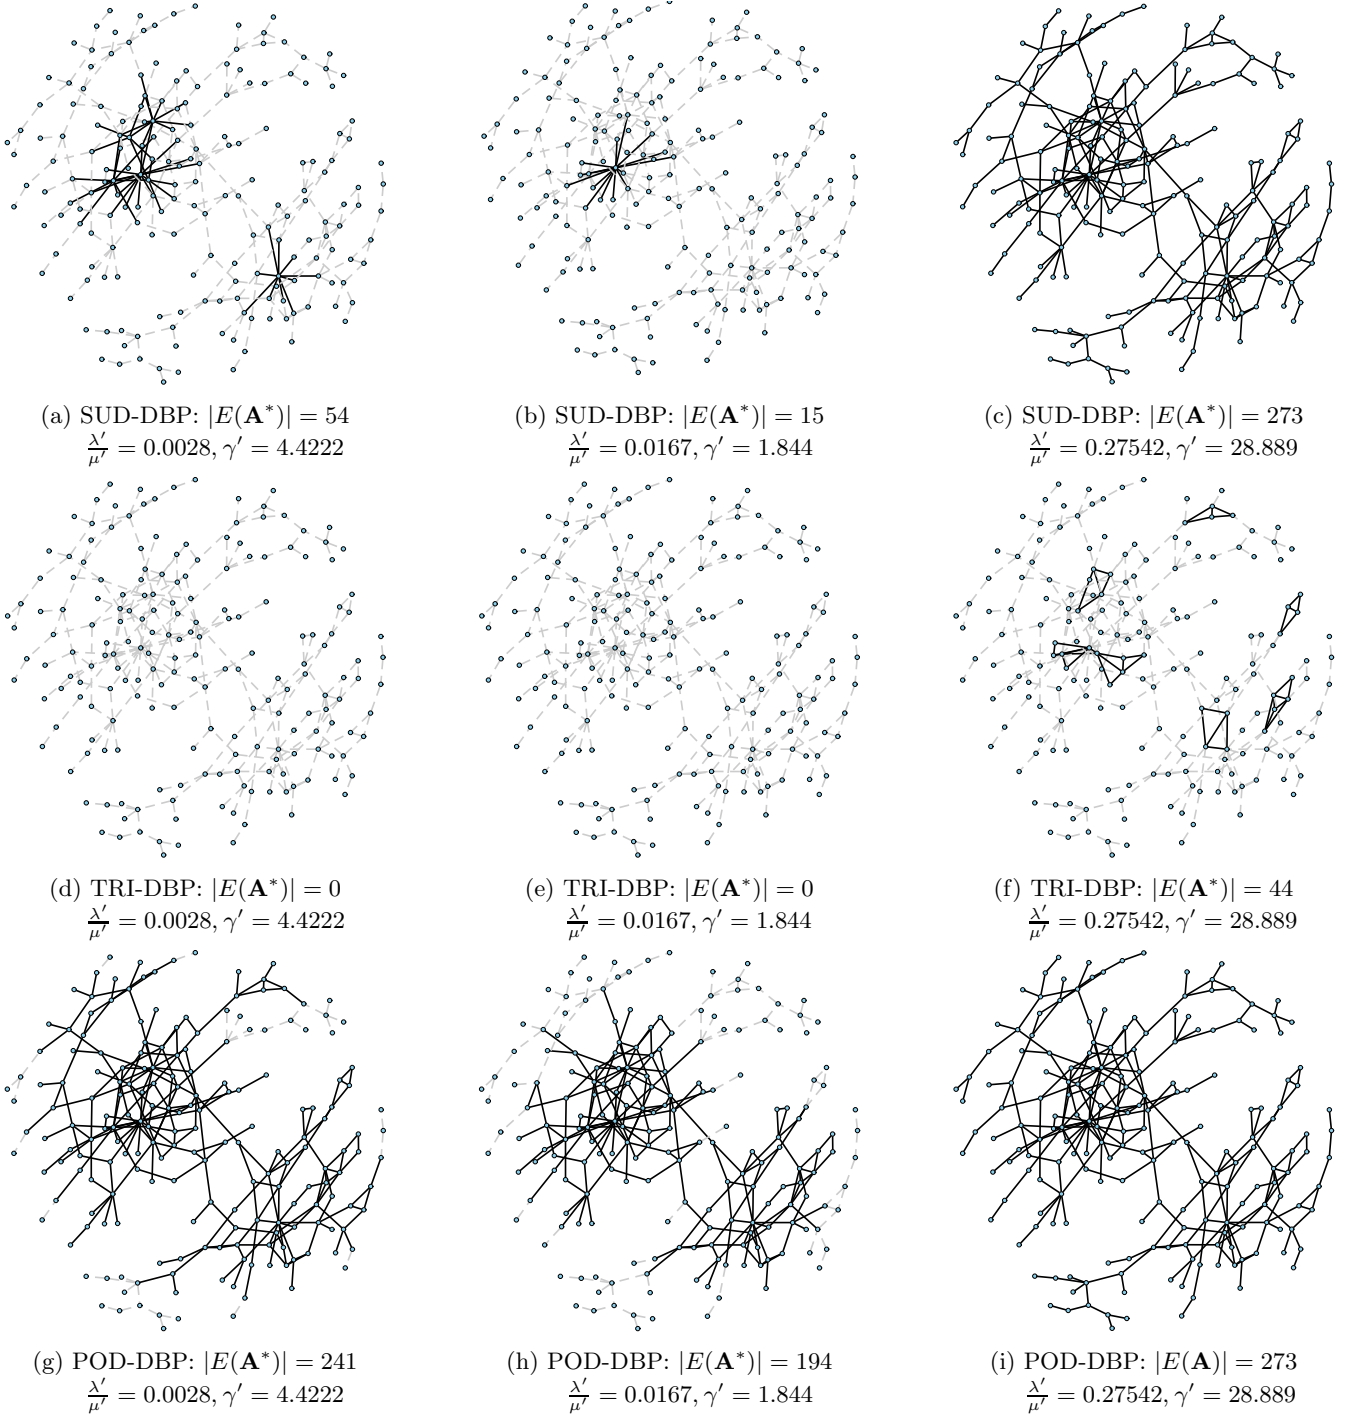 (a) SUD-DBP: |E(A*)| = 54
λ′/μ′ = 0.0028, γ′ = 4.4222
(b) SUD-DBP: |E(A*)| = 15
λ′/μ′ = 0.0167, γ′ = 1.844
(c) SUD-DBP: |E(A*)| = 273
λ′/μ′ = 0.27542, γ′ = 28.889
(d) TRI-DBP: |E(A*)| = 0
λ′/μ′ = 0.0028, γ′ = 4.4222
(e) TRI-DBP: |E(A*)| = 0
λ′/μ′ = 0.0167, γ′ = 1.844
(f) TRI-DBP: |E(A*)| = 44
λ′/μ′ = 0.27542, γ′ = 28.889
(g) POD-DBP: |E(A*)| = 241
λ′/μ′ = 0.0028, γ′ = 4.4222
(h) POD-DBP: |E(A*)| = 194
λ′/μ′ = 0.0167, γ′ = 1.844
(i) POD-DBP: |E(A)| = 273
λ′/μ′ = 0.27542, γ′ = 28.889